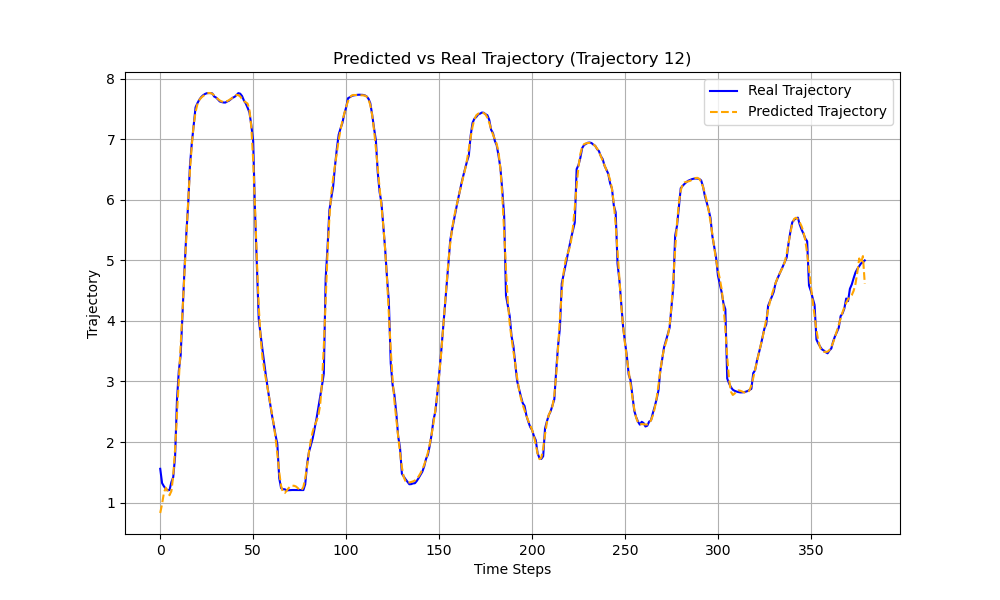 Predicted vs Real Trajectory (Trajectory 12)
Real Trajectory
Predicted Trajectory
Trajectory
8
7
6
5
4
3
2
1
0 50 100 150 200 250 300 350
Time Steps